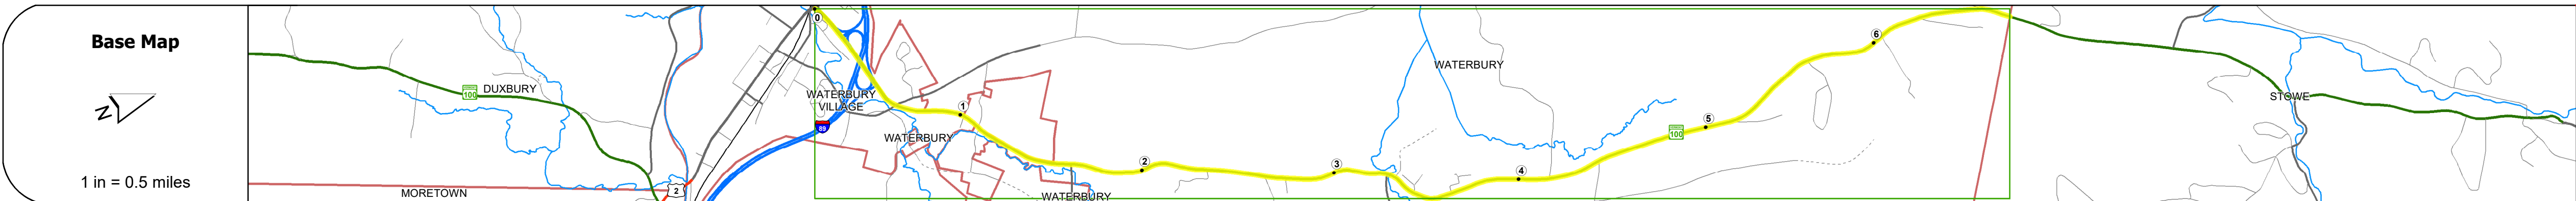 Base Map
N
1 in = 0.5 miles
100
DUXBURY
MORETOWN
2
0
WATERBURY
VILLAGE
89
WATERBURY
1
WATERBURY
2
3
WATERBURY
4
100
5
6
STOWE